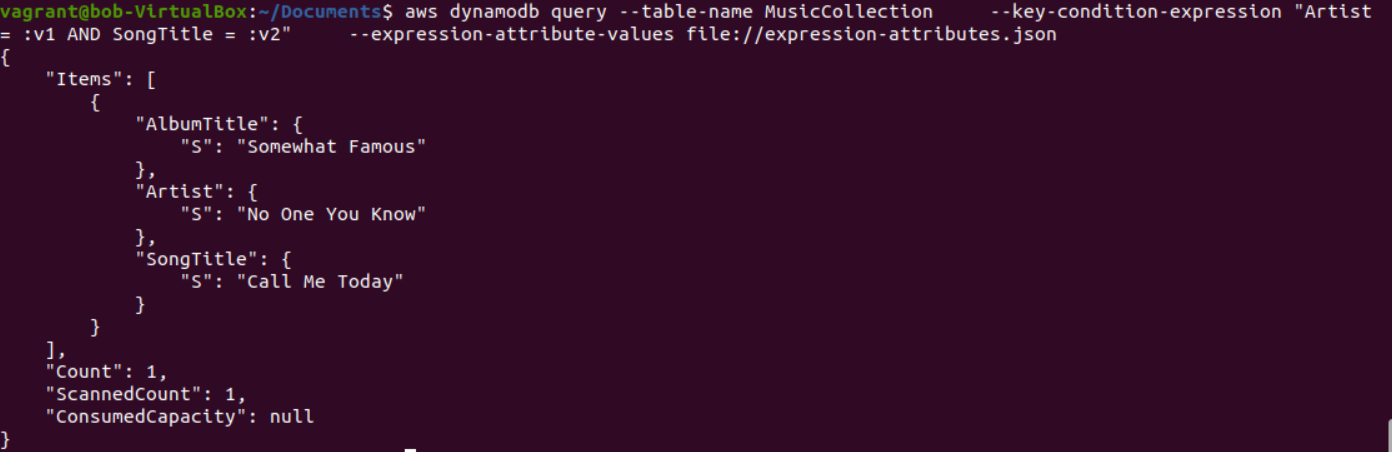 vagrant@bob-VirtualBox:~/Documents$ aws dynamodb query --table-name MusicCollection     --key-condition-expression "Artist
= :v1 AND SongTitle = :v2"     --expression-attribute-values file://expression-attributes.json
{
    "Items": [
        {
            "AlbumTitle": {
                "S": "Somewhat Famous"
            },
            "Artist": {
                "S": "No One You Know"
            },
            "SongTitle": {
                "S": "Call Me Today"
            }
        }
    ],
    "Count": 1,
    "ScannedCount": 1,
    "ConsumedCapacity": null
}